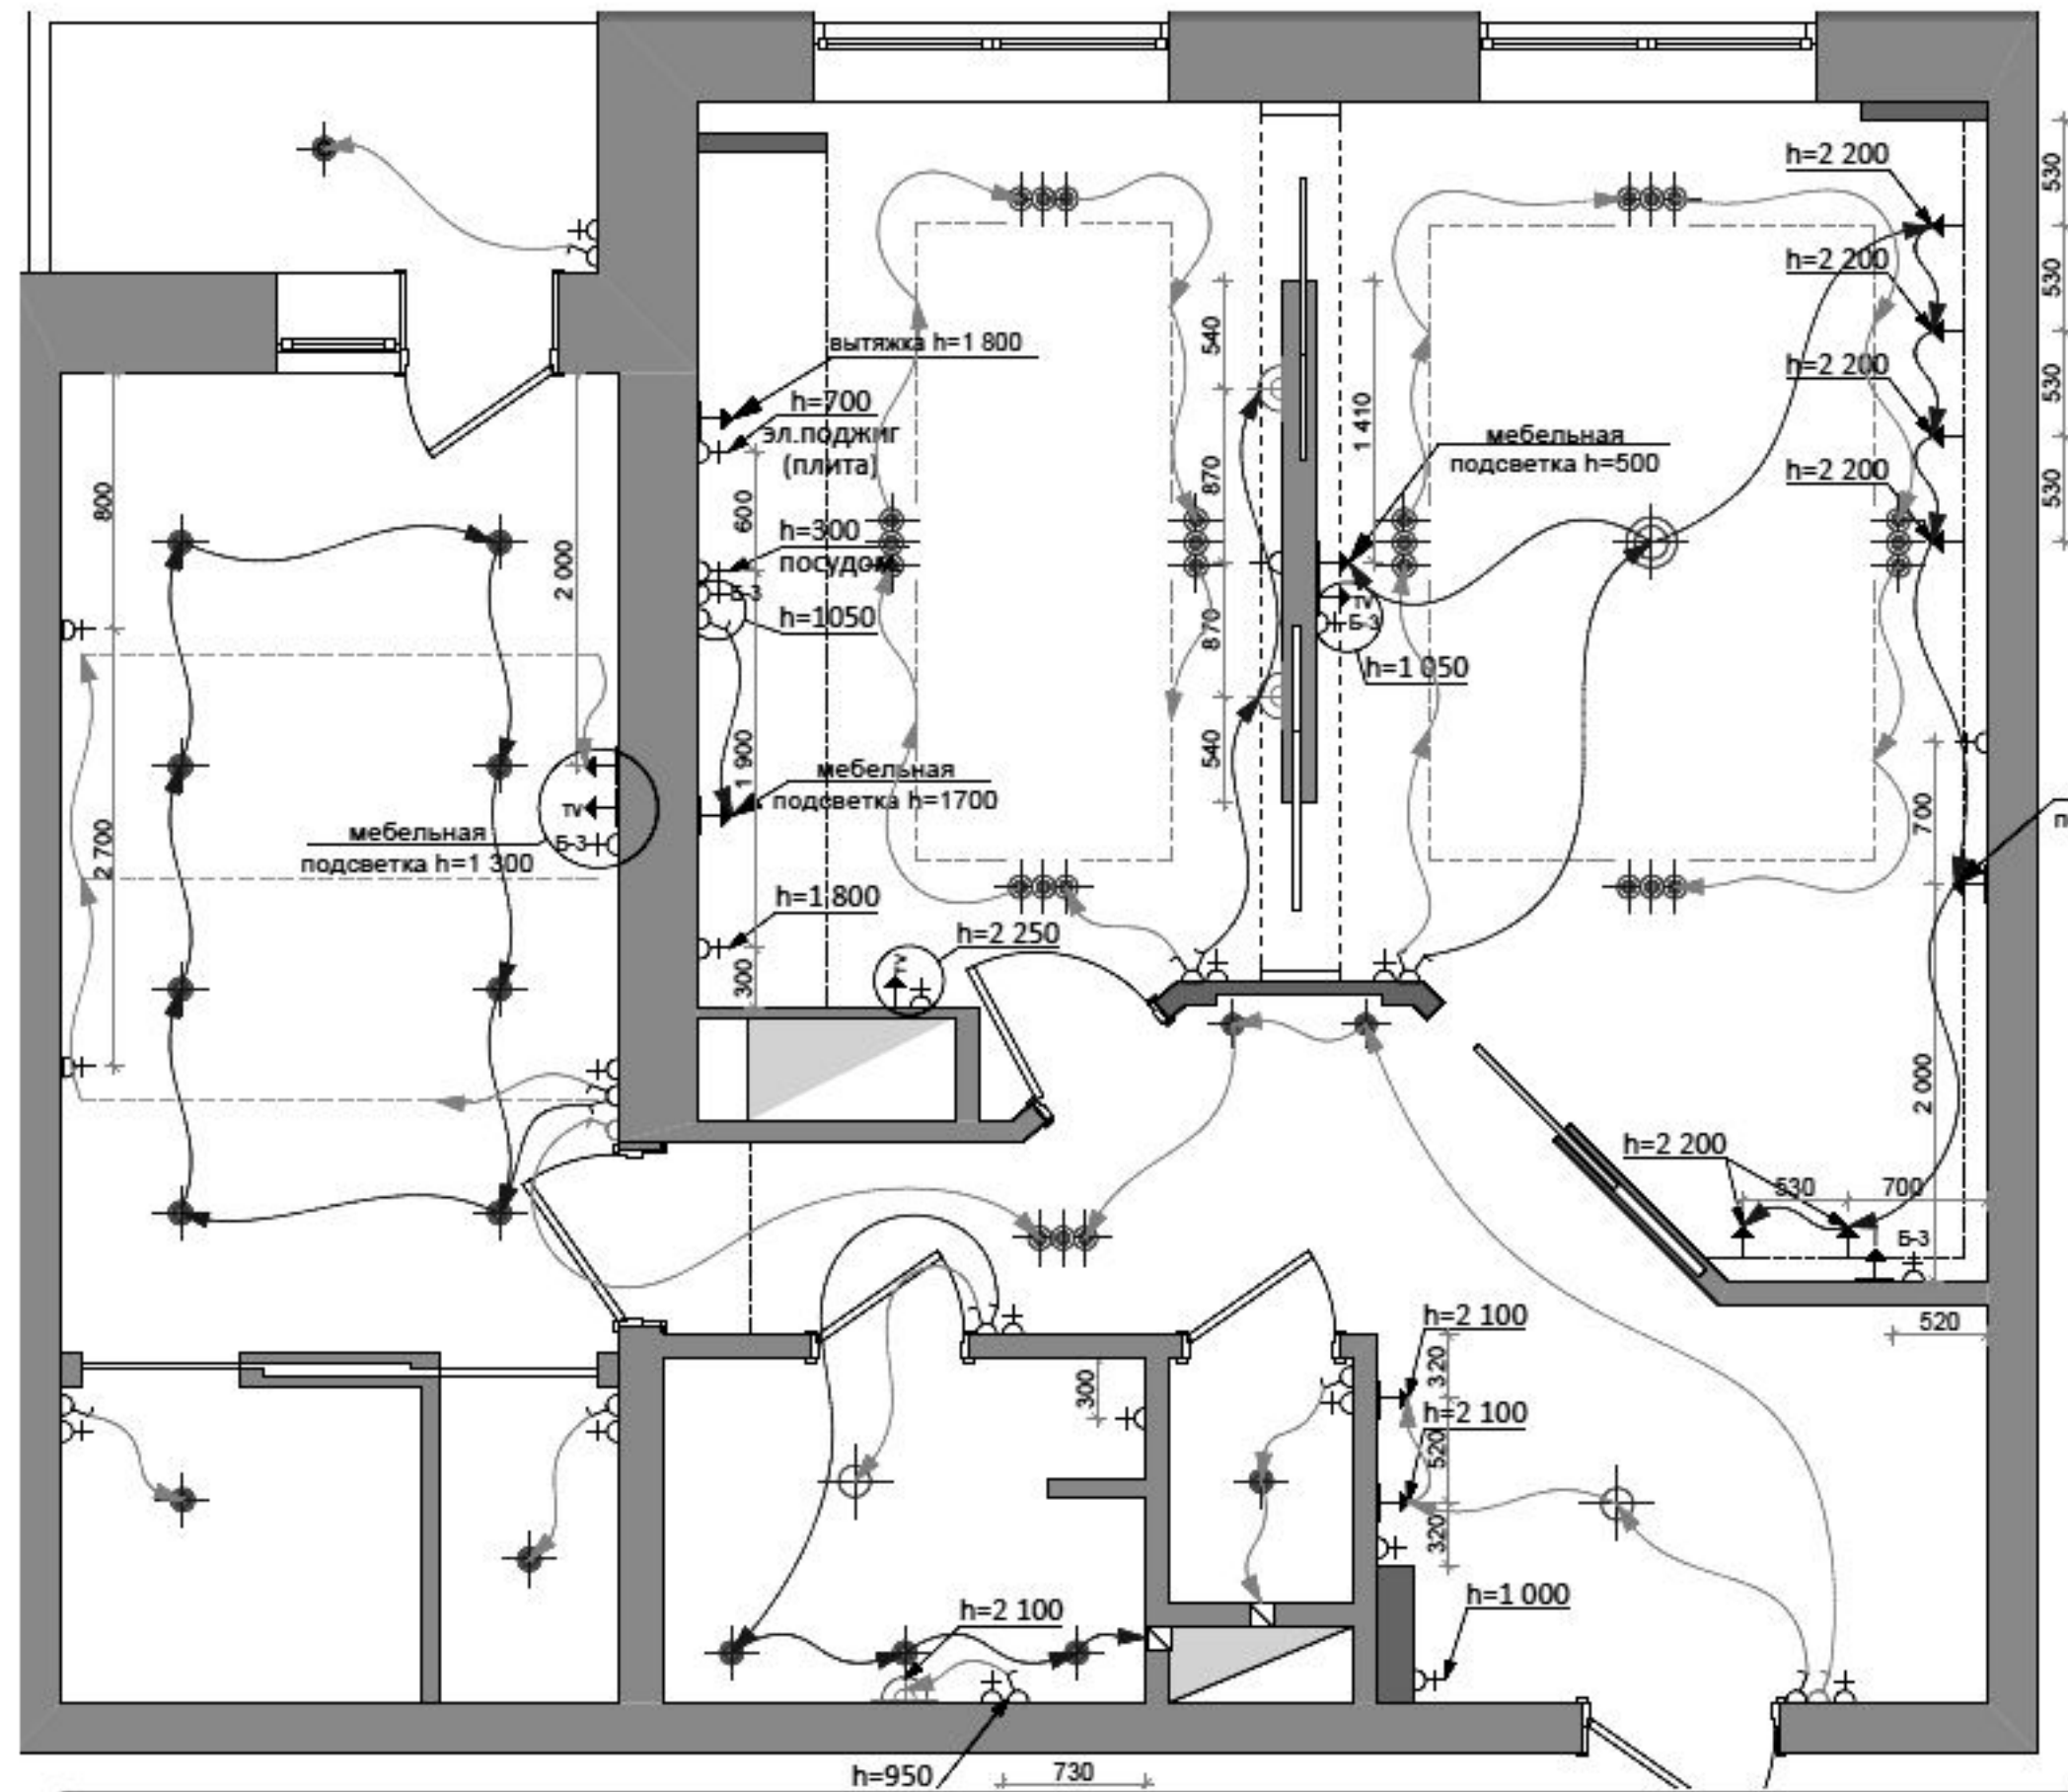 h=2 200
530
h=2 200
530
вытяжка h=1 800
540
h=700
эл.поджиг
(плита)
h=2 200
530
1 410
мебельная
подсветка h=500
870
h=2 200
530
800
600
h=300
посудом
2 000
Б-3
h=1050
TV
Б-3
870
h=1 050
540
1 900
мебельная
подсветка h=1700
TV
Б-3
мебельная
подсветка h=1 300
2 700
700
п
h=1 800
h=2 250
300
TV
2 000
h=2 200
530
700
Б-3
h=2 100
320
520
300
h=2 100
520
320
h=1 000
h=2 100
h=950
730